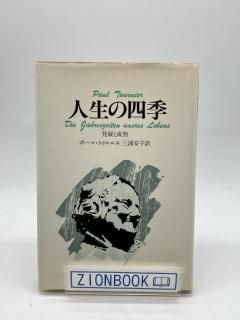 Paul Tournier
人生の四季
Die Jahreszeiten unseres Lebens
発展と成熟
ポール・トゥルニエ 三浦安子訳
ZIONBOOK